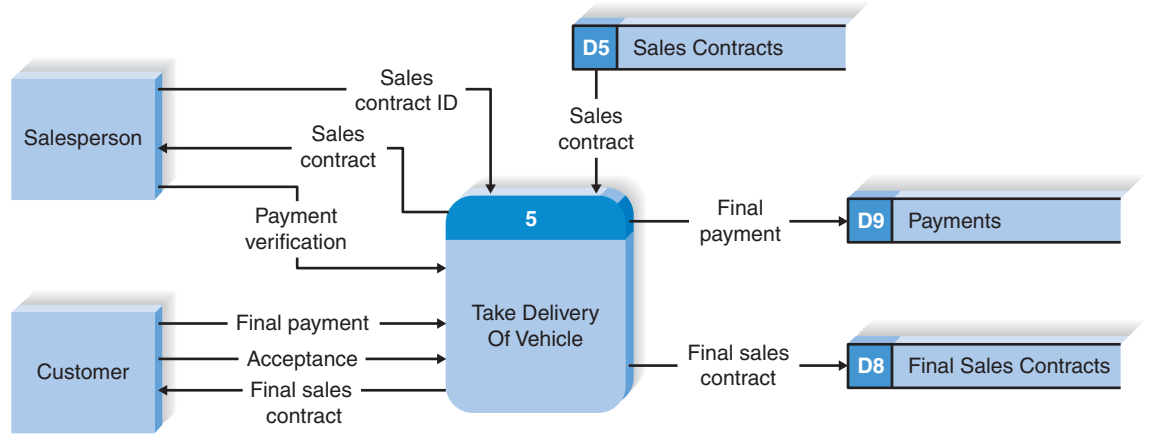 D5 Sales Contracts
Sales
contract ID
Sales
contract
Salesperson
Sales
contract
Payment
verification
5
Final
payment
D9 Payments
Take Delivery
Of Vehicle
Final payment
Acceptance
Customer
Final sales
contract
Final sales
contract
D8 Final Sales Contracts